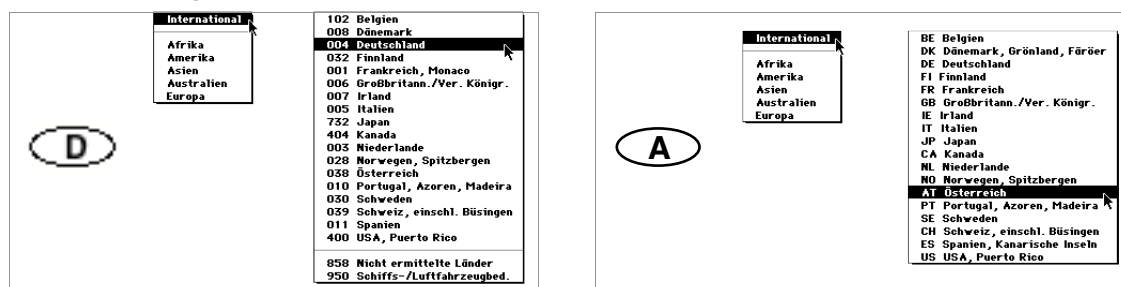 International
Afrika
Amerika
Asien
Australien
Europa
D
102 Belgien
008 Dänemark
004 Deutschland
032 Finnland
001 Frankreich, Monaco
006 Großbritann./Ver. Königr.
007 Irland
005 Italien
732 Japan
404 Kanada
003 Niederlande
028 Norwegen, Spitzbergen
038 Österreich
010 Portugal, Azoren, Madeira
030 Schweden
039 Schweiz, einschl. Büsingen
011 Spanien
400 USA, Puerto Rico
858 Nicht ermittelte Länder
950 Schiffs-/Luftfahrzeugbed.
International
Afrika
Amerika
Asien
Australien
Europa
A
BE Belgien
DK Dänemark, Grönland, Färöer
DE Deutschland
FI Finnland
FR Frankreich
GB Großbritann./Ver. Königr.
IE Irland
IT Italien
JP Japan
CA Kanada
NL Niederlande
NO Norwegen, Spitzbergen
AT Österreich
PT Portugal, Azoren, Madeira
SE Schweden
CH Schweiz, einschl. Büsingen
ES Spanien, Kanarische Inseln
US USA, Puerto Rico